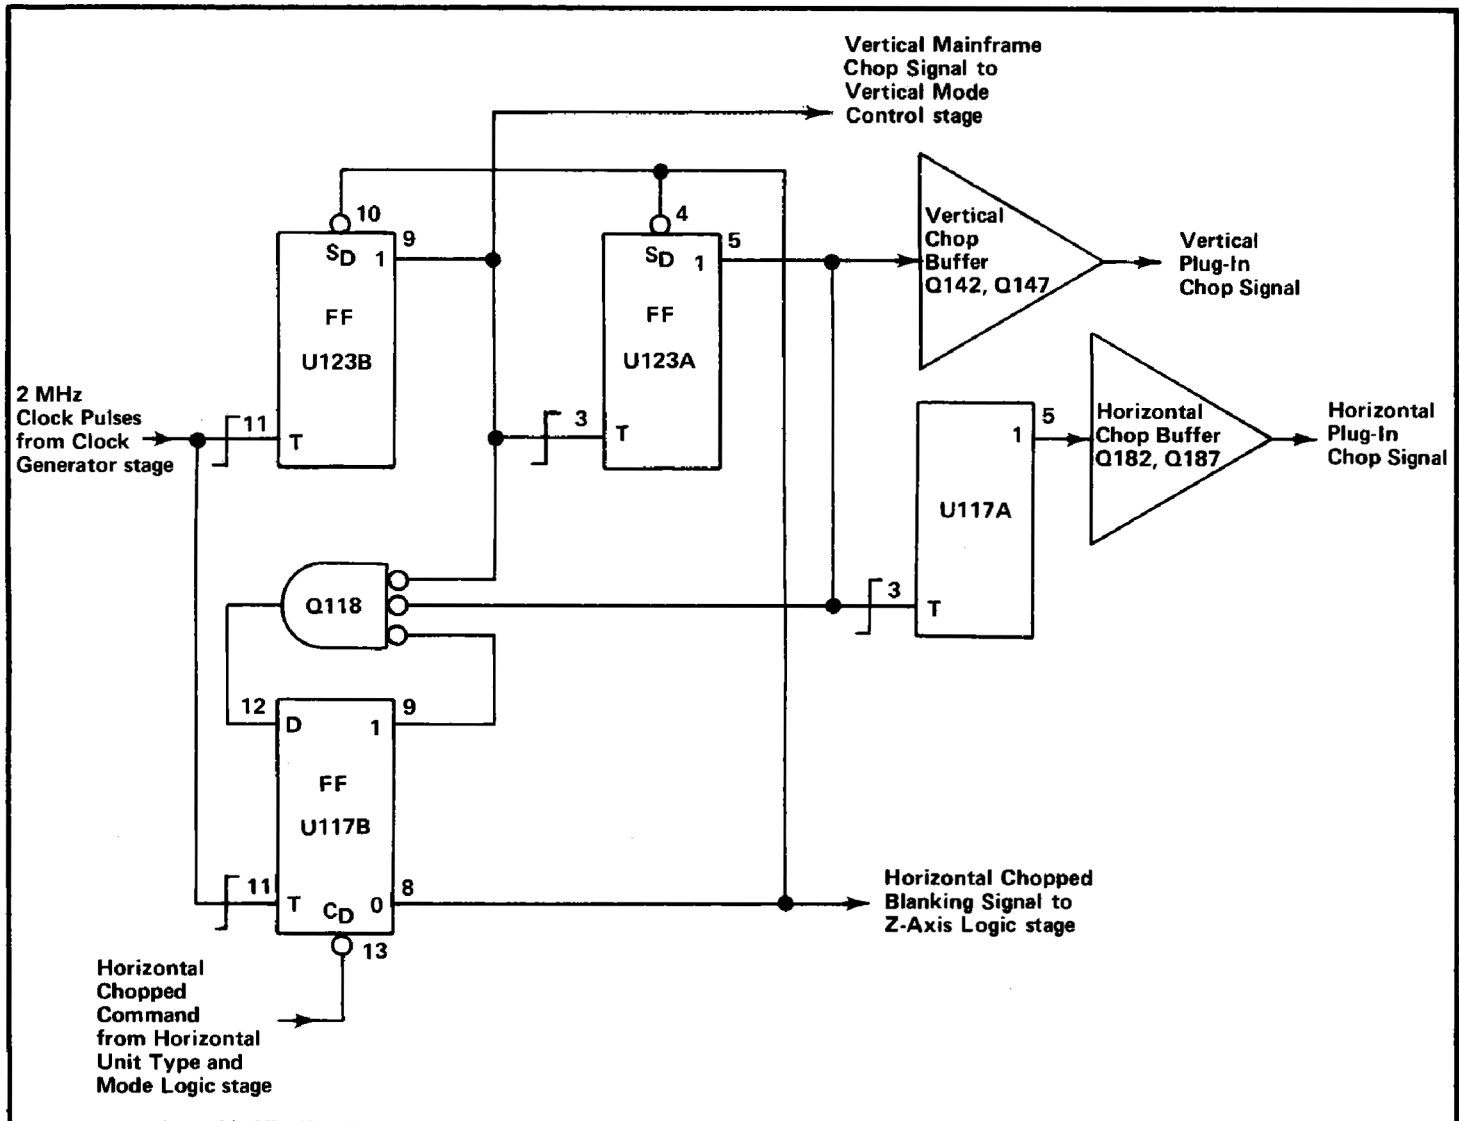 Vertical Mainframe
Chop Signal to
Vertical Mode
Control stage
10
9
SD 1
FF
U123B
11
T
4
5
SD 1
FF
U123A
3
T
Vertical
Chop
Buffer
Q142, Q147
Vertical
Plug-In
Chop Signal
2 MHz
Clock Pulses
from Clock
Generator stage
5
1
U117A
3
T
Horizontal
Chop Buffer
Q182, Q187
Horizontal
Plug-In
Chop Signal
Q118
12
9
D 1
FF
U117B
11
8
T CD 0
13
Horizontal Chopped
Blanking Signal to
Z-Axis Logic stage
Horizontal
Chopped
Command
from Horizontal
Unit Type and
Mode Logic stage